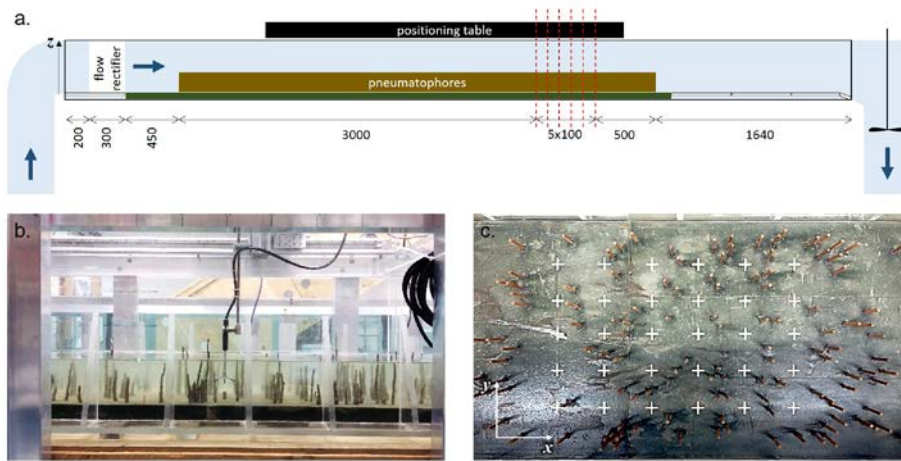 a.
positioning table
z
flow
rectifier
pneumatophores
200
300
450
3000
5x100
500
1640
b.
c.
y
x